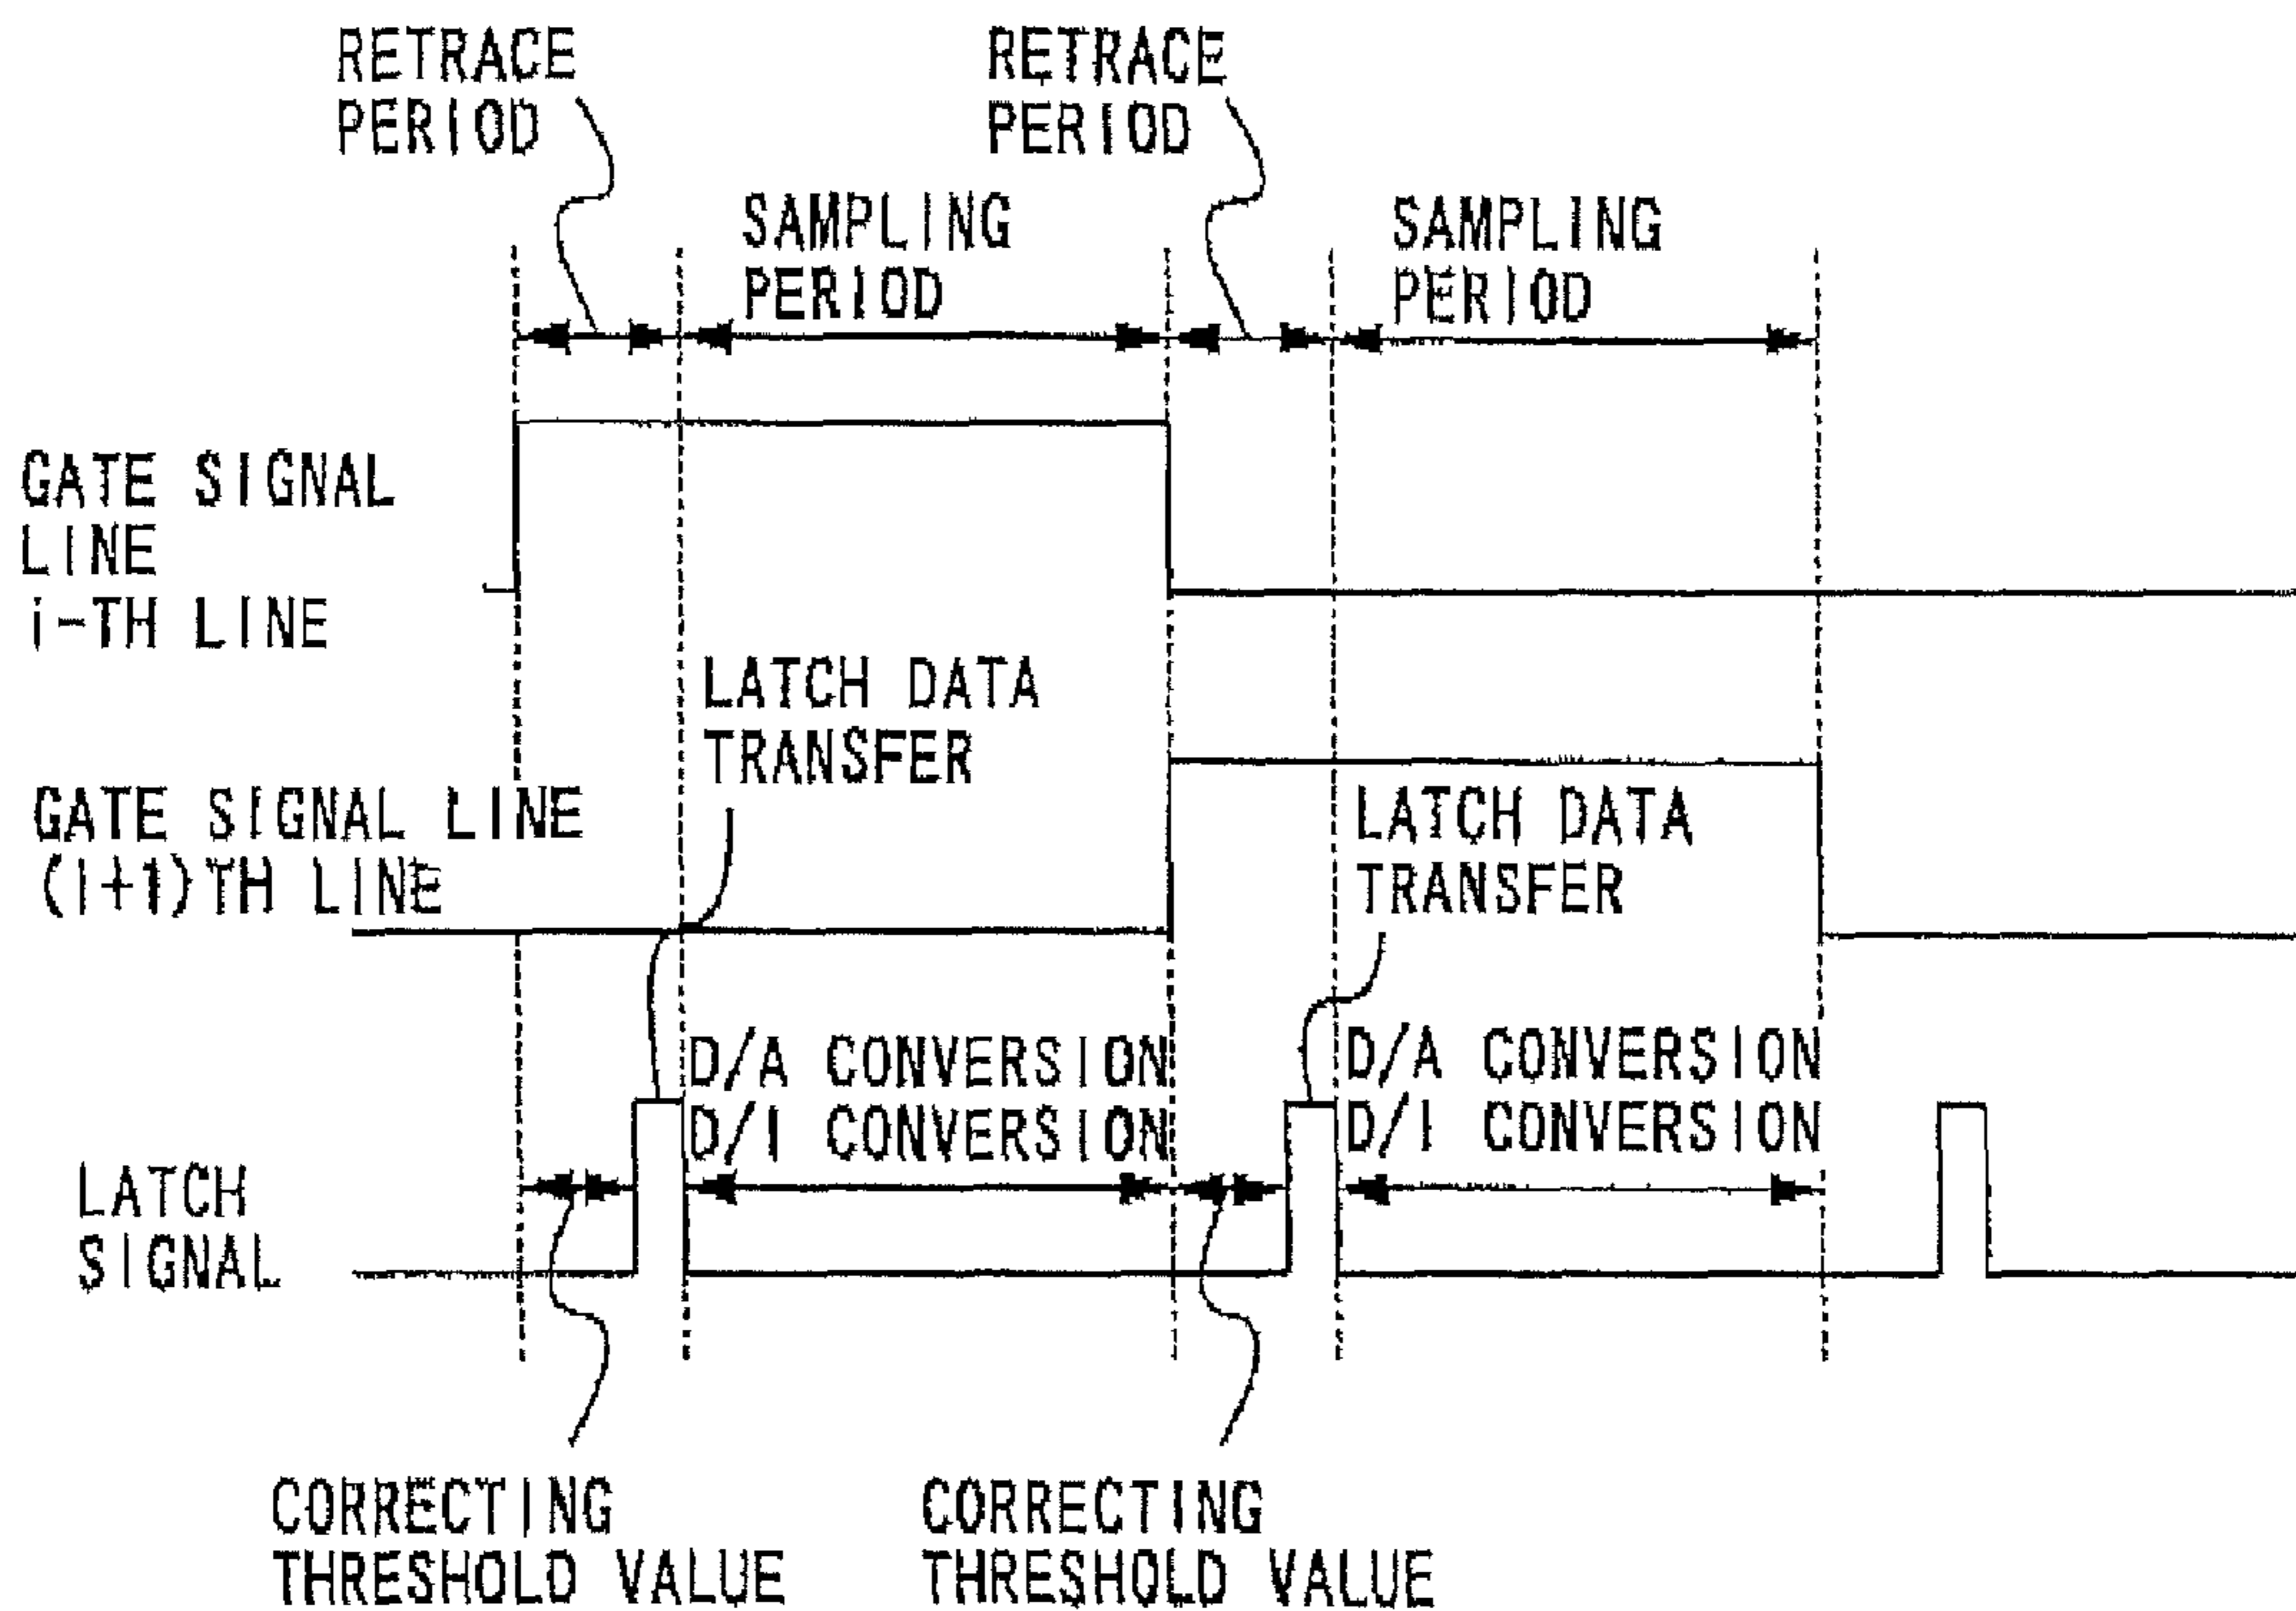 RETRACE
PERIOD
RETRACE
PERIOD
SAMPLING
PERIOD
SAMPLING
PERIOD
GATE SIGNAL
LINE
i-TH LINE
LATCH DATA
TRANSFER
GATE SIGNAL LINE
(i+1)TH LINE
LATCH DATA
TRANSFER
D/A CONVERSION
D/I CONVERSION
D/A CONVERSION
D/I CONVERSION
LATCH
SIGNAL
CORRECTING
THRESHOLD VALUE
CORRECTING
THRESHOLD VALUE